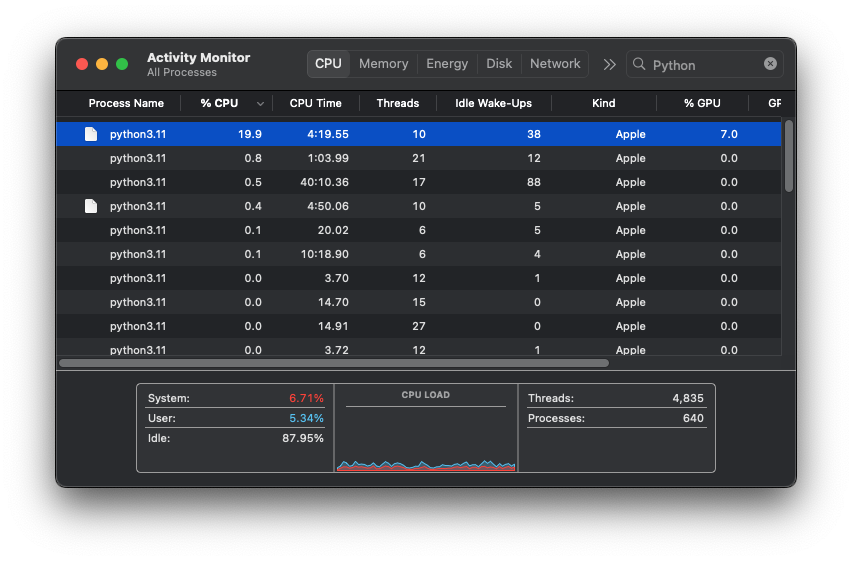 Activity Monitor
All Processes
CPU Memory Energy Disk Network Python
Process Name % CPU CPU Time Threads Idle Wake-Ups Kind % GPU GP
python3.11 19.9 4:19.55 10 38 Apple 7.0
python3.11 0.8 1:03.99 21 12 Apple 0.0
python3.11 0.5 40:10.36 17 88 Apple 0.0
python3.11 0.4 4:50.06 10 5 Apple 0.0
python3.11 0.1 20.02 6 5 Apple 0.0
python3.11 0.1 10:18.90 6 4 Apple 0.0
python3.11 0.0 3.70 12 1 Apple 0.0
python3.11 0.0 14.70 15 0 Apple 0.0
python3.11 0.0 14.91 27 0 Apple 0.0
python3.11 0.0 3.72 12 1 Apple 0.0
System: 6.71% CPU LOAD Threads: 4,835
User: 5.34% Processes: 640
Idle: 87.95%